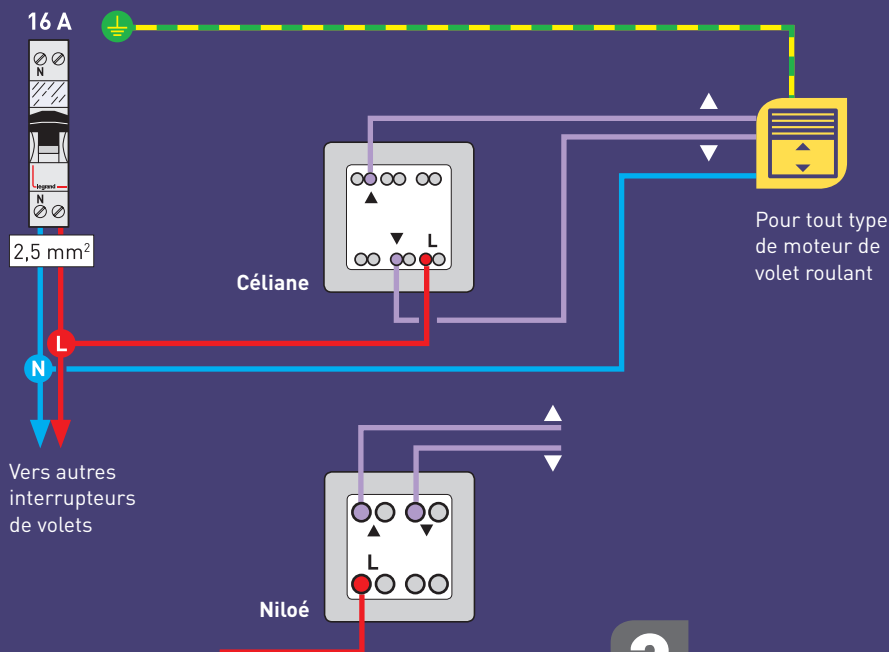 16 A
N
legrand
N
2,5 mm²
L
Céliane
Pour tout type
de moteur de
volet roulant
L
N
Vers autres
interrupteurs
de volets
L
Niloé